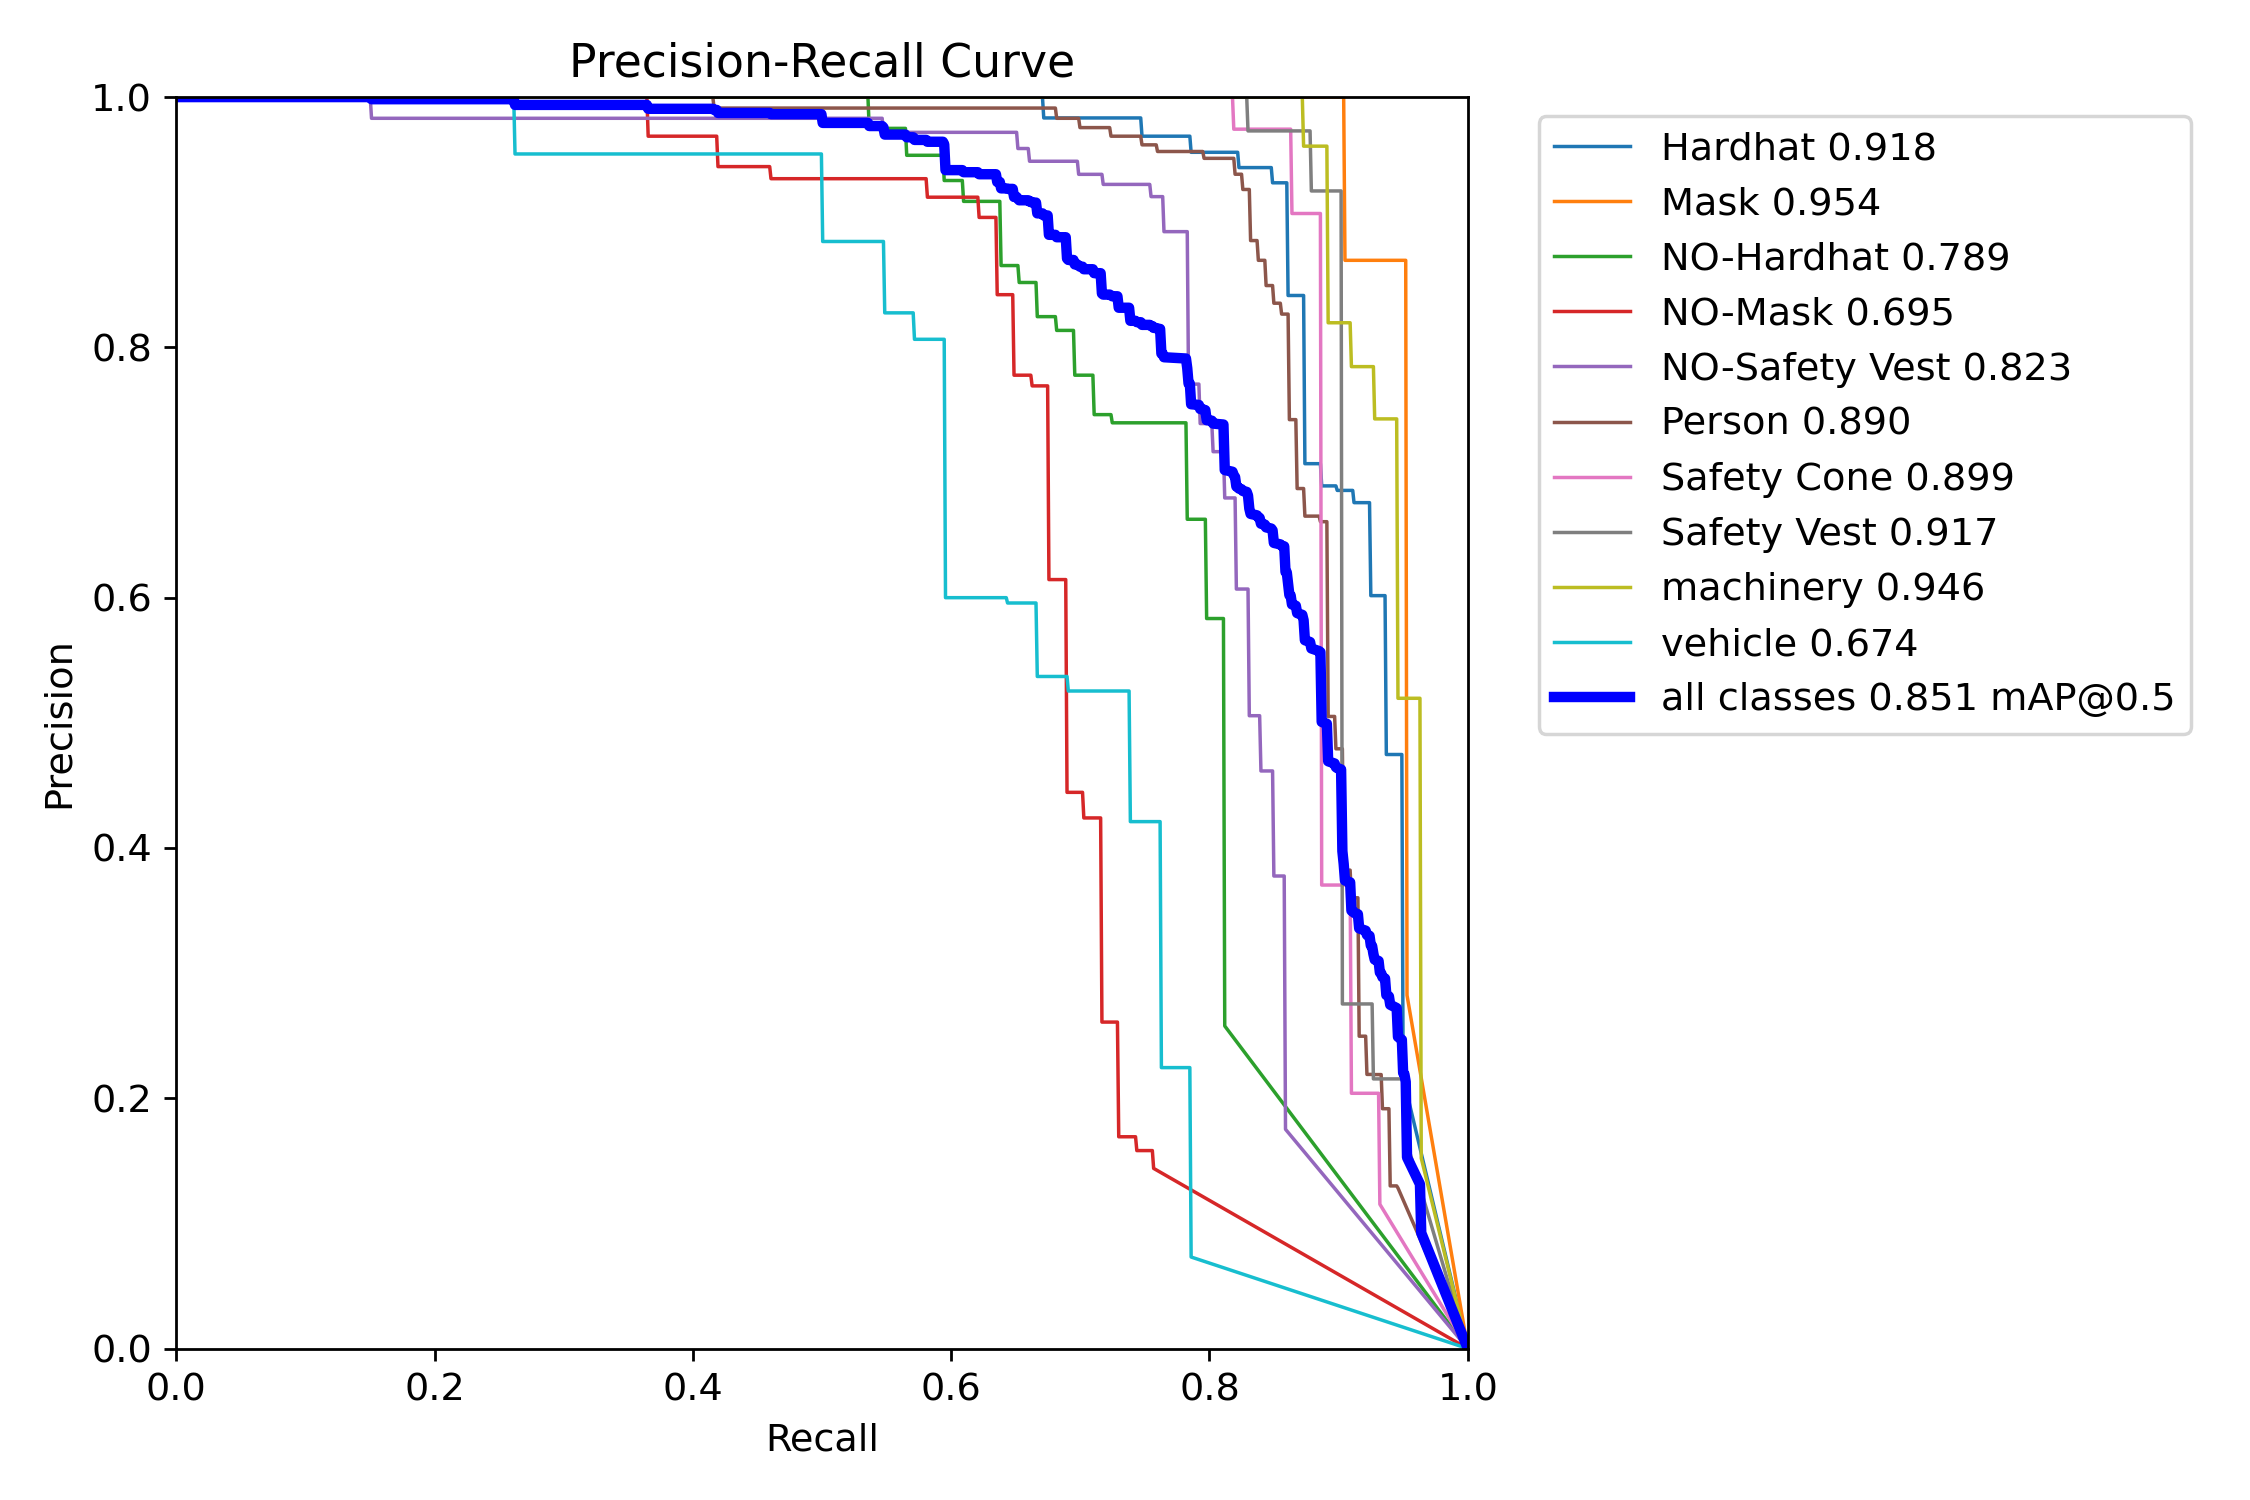 Precision-Recall Curve
1.0
0.8
0.6
0.4
0.2
0.0
Precision
0.0 0.2 0.4 0.6 0.8 1.0
Recall
Hardhat 0.918
Mask 0.954
NO-Hardhat 0.789
NO-Mask 0.695
NO-Safety Vest 0.823
Person 0.890
Safety Cone 0.899
Safety Vest 0.917
machinery 0.946
vehicle 0.674
all classes 0.851 mAP@0.5